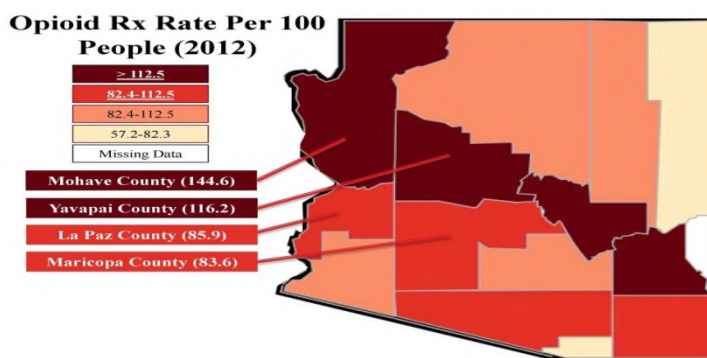 Opioid Rx Rate Per 100
People (2012)
> 112.5
82.4-112.5
82.4-112.5
57.2-82.3
Missing Data
Mohave County (144.6)
Yavapai County (116.2)
La Paz County (85.9)
Maricopa County (83.6)